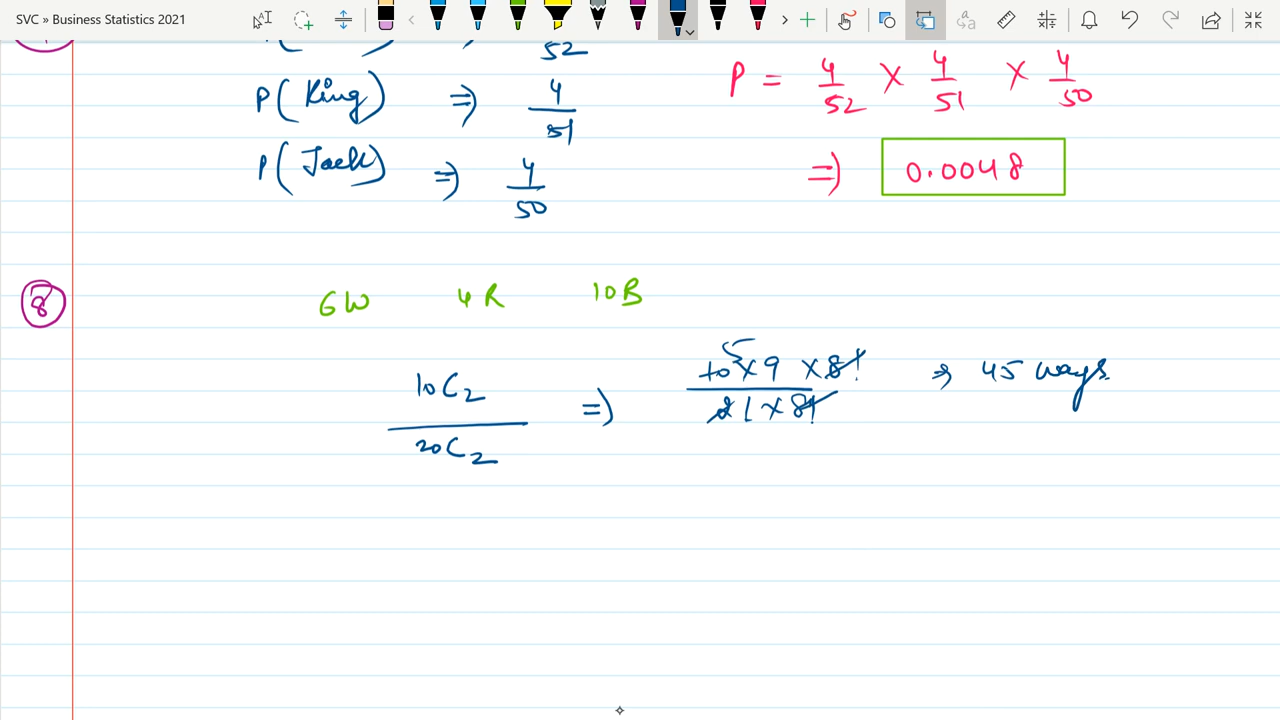 SVC » Business Statistics 2021
52
P(King) ⇒ 4/51
P(Jack) ⇒ 4/50
P = 4/52 × 4/51 × 4/50
⇒ 0.0048
8
6W 4R 10B
10C2 / 20C2 ⇒ 10 5 × 9 × 8! / 2! × 8! ⇒ 45 ways.